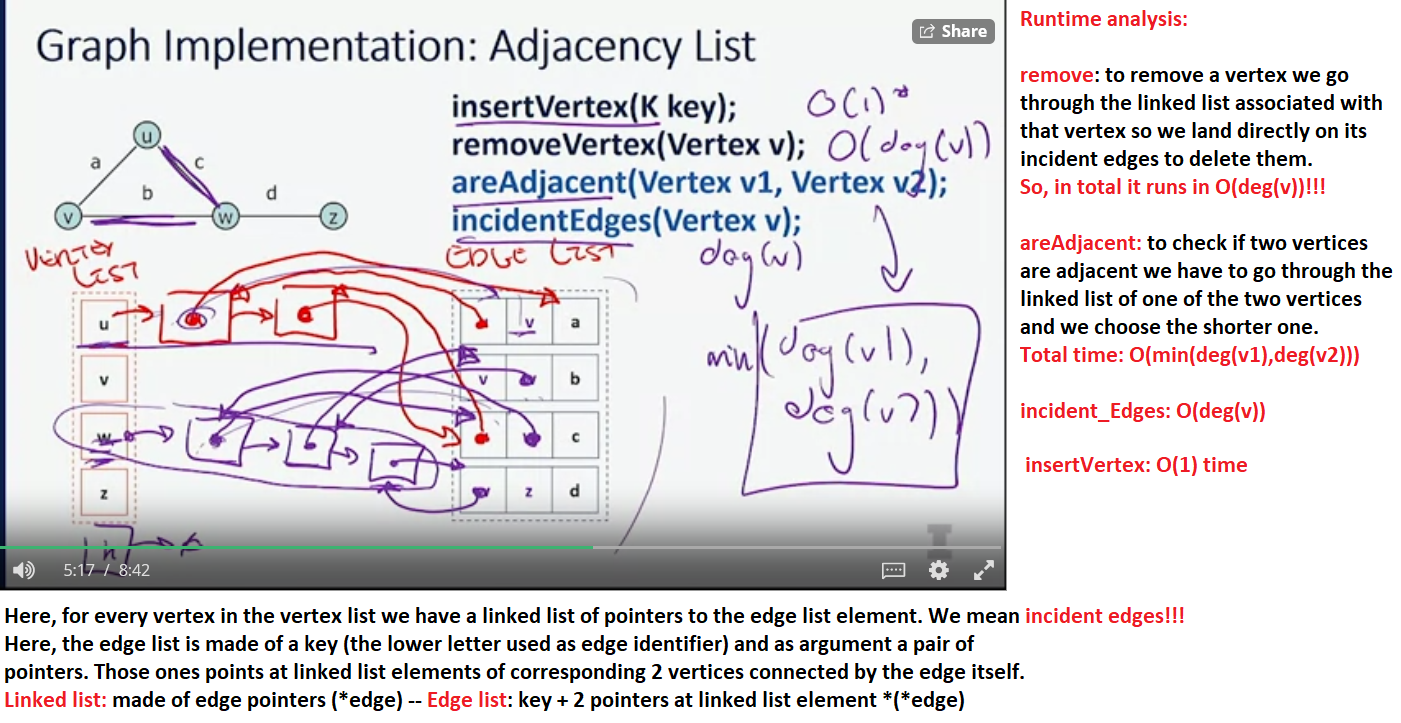 Graph Implementation: Adjacency List
Share
insertVertex(K key); O(1)*
removeVertex(Vertex v); O(deg(v))
areAdjacent(Vertex v1, Vertex v2);
incidentEdges(Vertex v);
deg(v)
min(deg(v1),
deg(v2))
u
a c
b d
v w z
VERTEX
LIST
EDGE LIST
u v a
v v b
w c
z z d
5:17 / 8:42
Runtime analysis:
remove: to remove a vertex we go
through the linked list associated with
that vertex so we land directly on its
incident edges to delete them.
So, in total it runs in O(deg(v))!!!
areAdjacent: to check if two vertices
are adjacent we have to go through the
linked list of one of the two vertices
and we choose the shorter one.
Total time: O(min(deg(v1),deg(v2)))
incident_Edges: O(deg(v))
insertVertex: O(1) time
Here, for every vertex in the vertex list we have a linked list of pointers to the edge list element. We mean incident edges!!!
Here, the edge list is made of a key (the lower letter used as edge identifier) and as argument a pair of
pointers. Those ones points at linked list elements of corresponding 2 vertices connected by the edge itself.
Linked list: made of edge pointers (*edge) -- Edge list: key + 2 pointers at linked list element *(*edge)